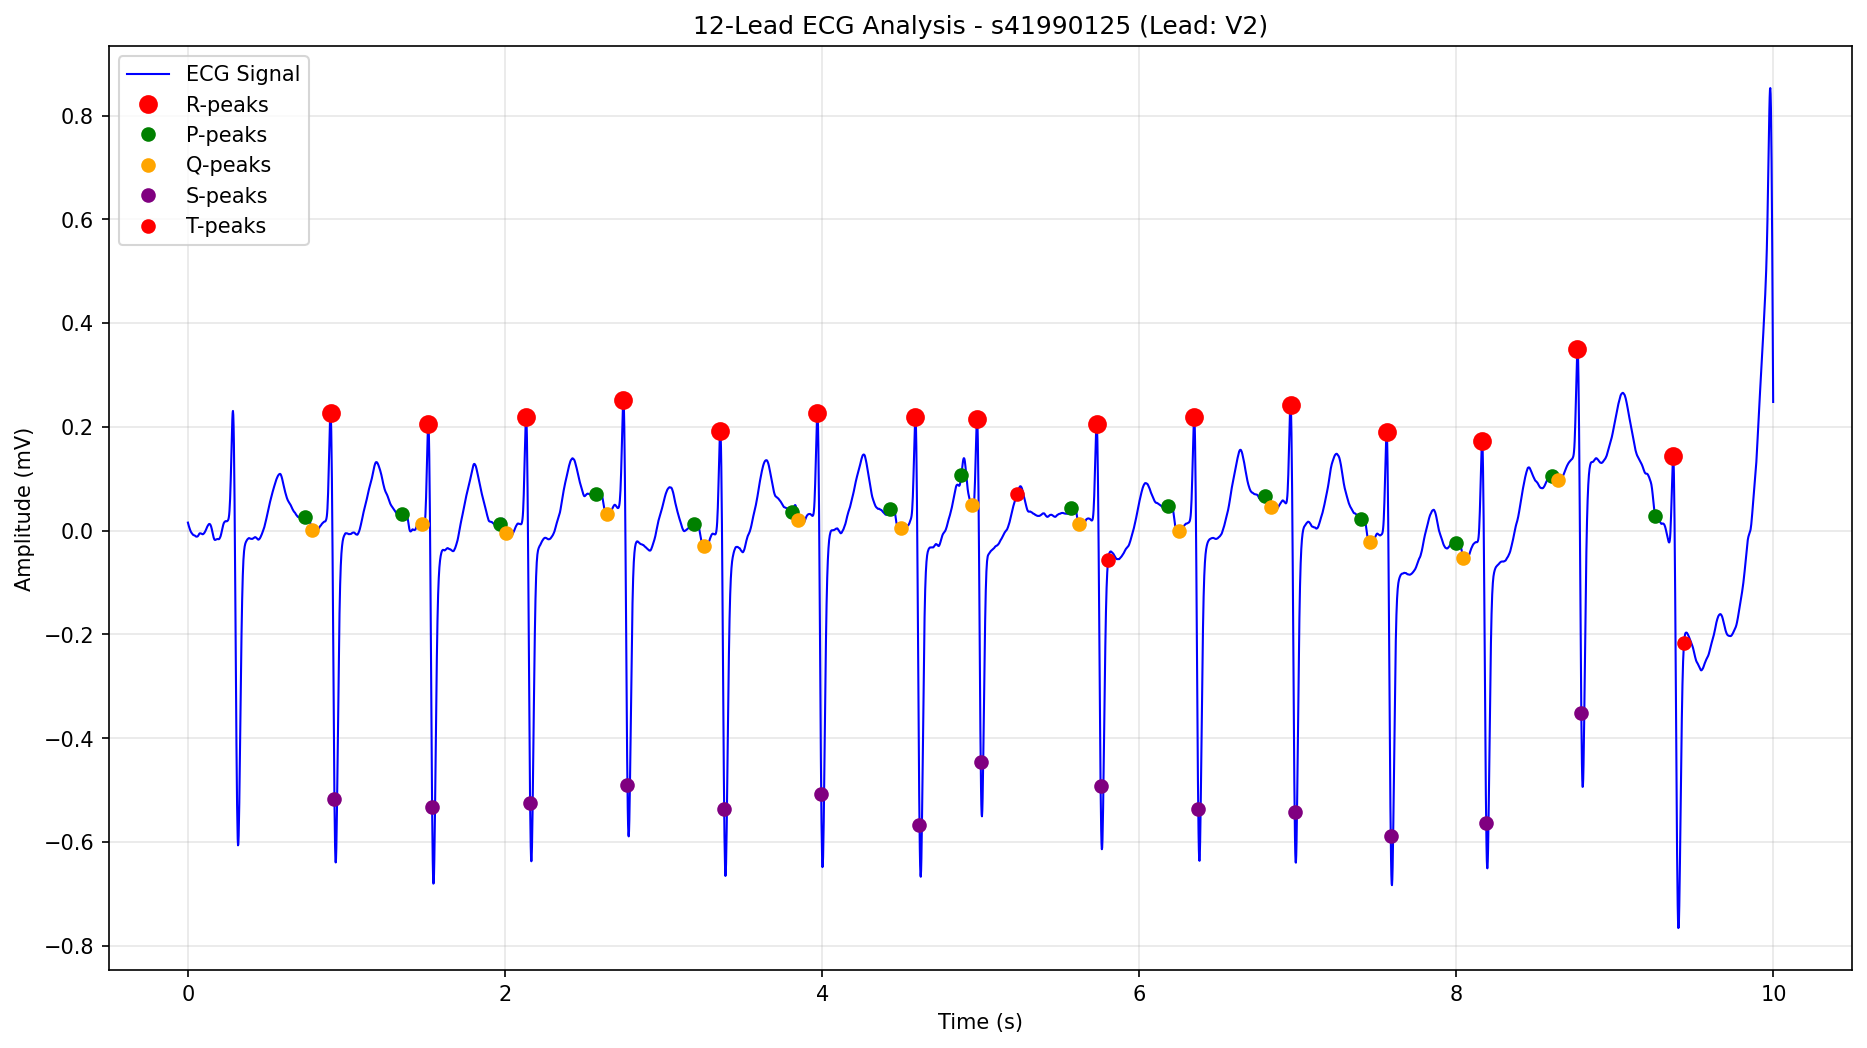 12-Lead ECG Analysis - s41990125 (Lead: V2)
ECG Signal
R-peaks
P-peaks
Q-peaks
S-peaks
T-peaks
Amplitude (mV)
0.8
0.6
0.4
0.2
0.0
−0.2
−0.4
−0.6
−0.8
0 2 4 6 8 10
Time (s)